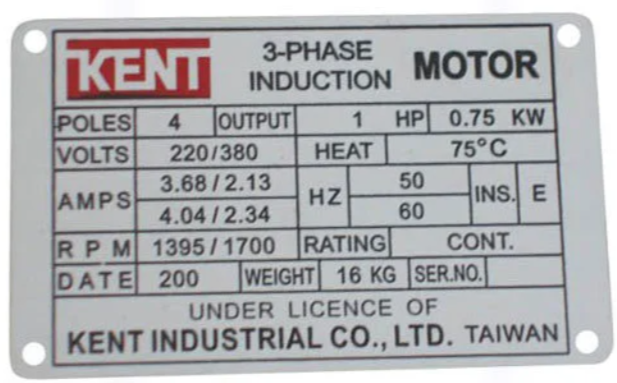 KENT 3-PHASE INDUCTION MOTOR
POLES 4 OUTPUT 1 HP 0.75 KW
VOLTS 220/380 HEAT 75°C
AMPS 3.68/2.13 HZ 50 INS. E
4.04/2.34 60
RPM 1395/1700 RATING CONT.
DATE 200 WEIGHT 16 KG SER.NO.
UNDER LICENCE OF
KENT INDUSTRIAL CO., LTD. TAIWAN